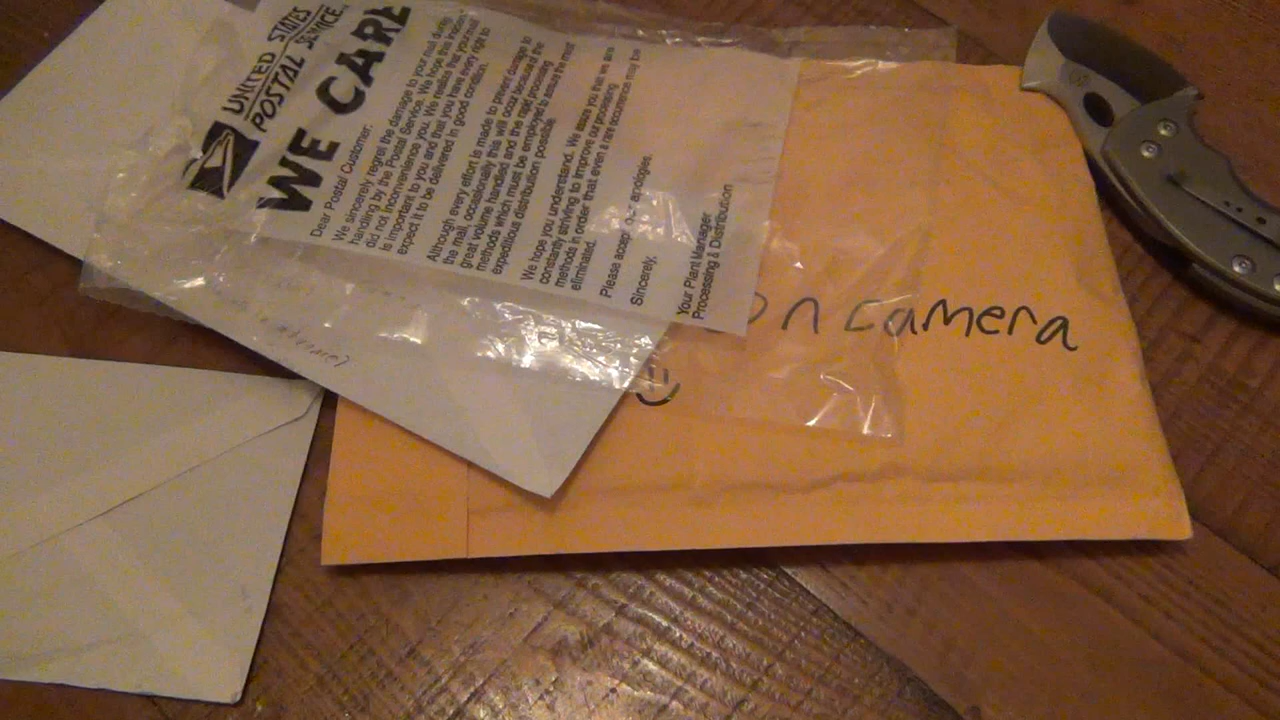 UNITED STATES
POSTAL SERVICE
WE CARE
Dear Postal Customer:
We sincerely regret the damage to your mail during
handling by the Postal Service. We hope this incident
did not inconvenience you. We realize that your mail
is important to you and that you have every right to
expect it to be delivered in good condition.
Although every effort is made to prevent damage to
the mail, occasionally this will occur because of the
great volume handled and the rapid processing
methods which must be employed to assure the most
expeditious distribution possible.
We hope you understand. We assure you that we are
constantly striving to improve our processing
methods in order that even a rare occurrence may be
eliminated.
Please accept our apologies.
Sincerely,
Your Plant Manager
Processing & Distribution
on camera